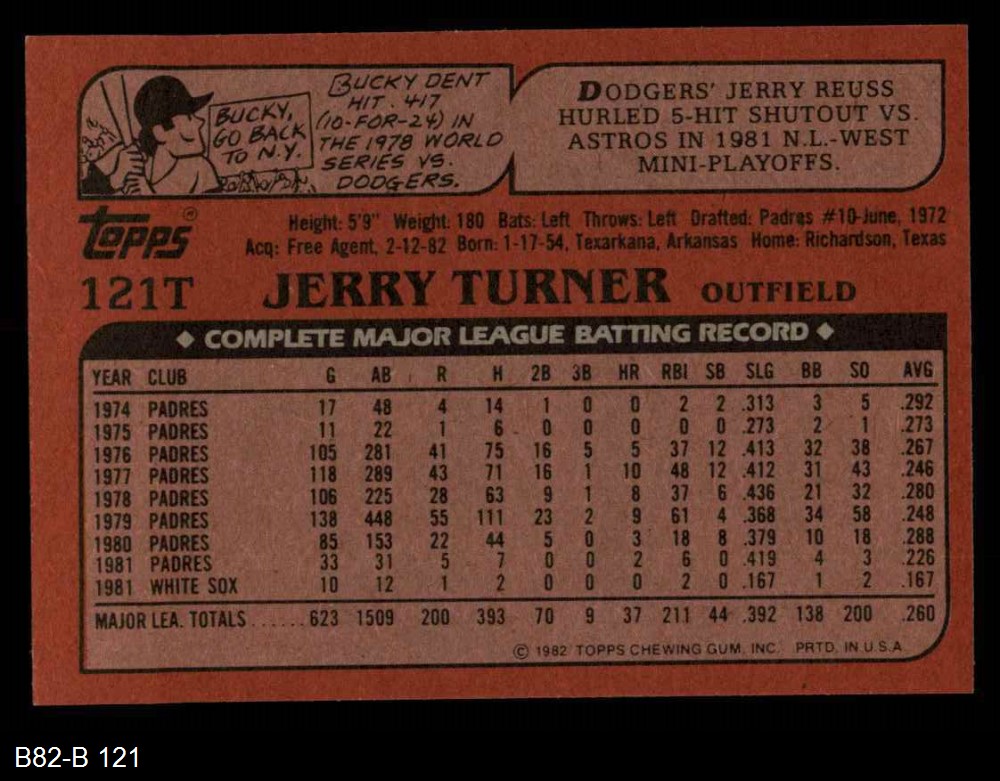 BUCKY,
GO BACK
TO N.Y.
BUCKY DENT
HIT .417
(10-FOR-24) IN
THE 1978 WORLD
SERIES VS.
DODGERS.
DODGERS' JERRY REUSS
HURLED 5-HIT SHUTOUT VS.
ASTROS IN 1981 N.L.-WEST
MINI-PLAYOFFS.
Topps®
Height: 5'9" Weight: 180 Bats: Left Throws: Left Drafted: Padres #10-June, 1972
Acq: Free Agent, 2-12-82 Born: 1-17-54, Texarkana, Arkansas Home: Richardson, Texas
121T JERRY TURNER OUTFIELD
◆ COMPLETE MAJOR LEAGUE BATTING RECORD ◆
YEAR CLUB G AB R H 2B 3B HR RBI SB SLG BB SO AVG
1974 PADRES 17 48 4 14 1 0 0 2 2 .313 3 5 .292
1975 PADRES 11 22 1 6 0 0 0 0 0 .273 2 1 .273
1976 PADRES 105 281 41 75 16 5 5 37 12 .413 32 38 .267
1977 PADRES 118 289 43 71 16 1 10 48 12 .412 31 43 .246
1978 PADRES 106 225 28 63 9 1 8 37 6 .436 21 32 .280
1979 PADRES 138 448 55 111 23 2 9 61 4 .368 34 58 .248
1980 PADRES 85 153 22 44 5 0 3 18 8 .379 10 18 .288
1981 PADRES 33 31 5 7 0 0 2 6 0 .419 4 3 .226
1981 WHITE SOX 10 12 1 2 0 0 0 2 0 .167 1 2 .167
MAJOR LEA. TOTALS ...... 623 1509 200 393 70 9 37 211 44 .392 138 200 .260
© 1982 TOPPS CHEWING GUM, INC. PRTD. IN U.S.A.
B82-B 121